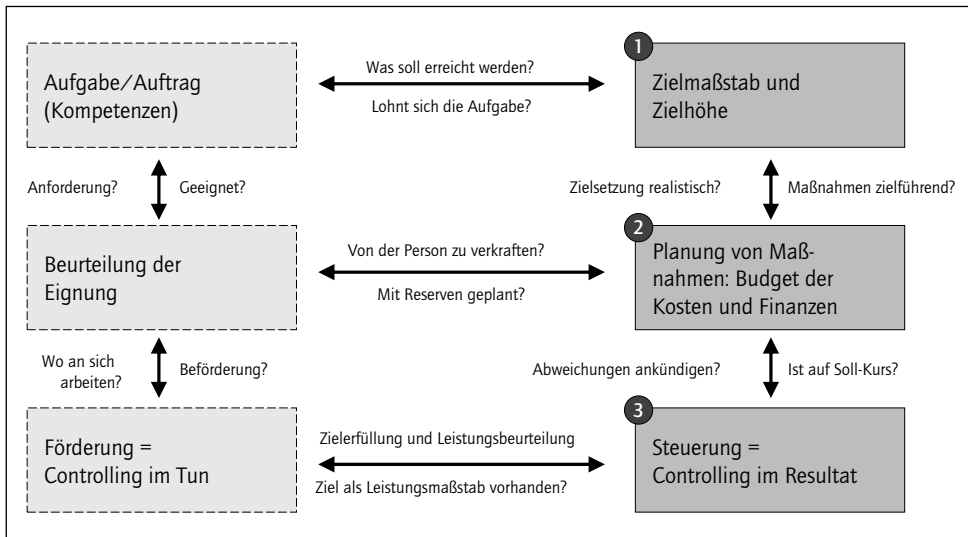 Aufgabe/Auftrag
(Kompetenzen)
Was soll erreicht werden?
Lohnt sich die Aufgabe?
1
Zielmaßstab und
Zielhöhe
Anforderung?
Geeignet?
Zielsetzung realistisch?
Maßnahmen zielführend?
Beurteilung der
Eignung
Von der Person zu verkraften?
Mit Reserven geplant?
2
Planung von Maß-
nahmen: Budget der
Kosten und Finanzen
Wo an sich
arbeiten?
Beförderung?
Abweichungen ankündigen?
Ist auf Soll-Kurs?
Förderung =
Controlling im Tun
Zielerfüllung und Leistungsbeurteilung
Ziel als Leistungsmaßstab vorhanden?
3
Steuerung =
Controlling im Resultat